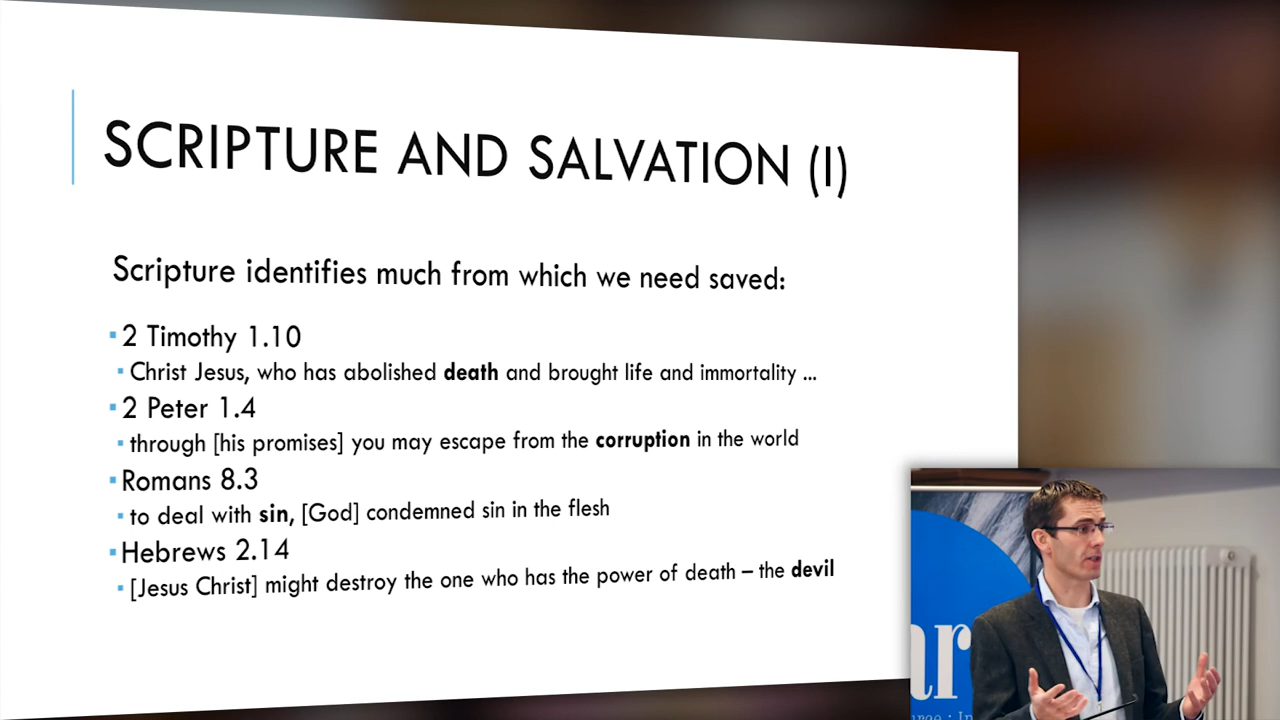 SCRIPTURE AND SALVATION (I)
Scripture identifies much from which we need saved:
2 Timothy 1.10
Christ Jesus, who has abolished death and brought life and immortality ...
2 Peter 1.4
through [his promises] you may escape from the corruption in the world
Romans 8.3
to deal with sin, [God] condemned sin in the flesh
Hebrews 2.14
[Jesus Christ] might destroy the one who has the power of death – the devil